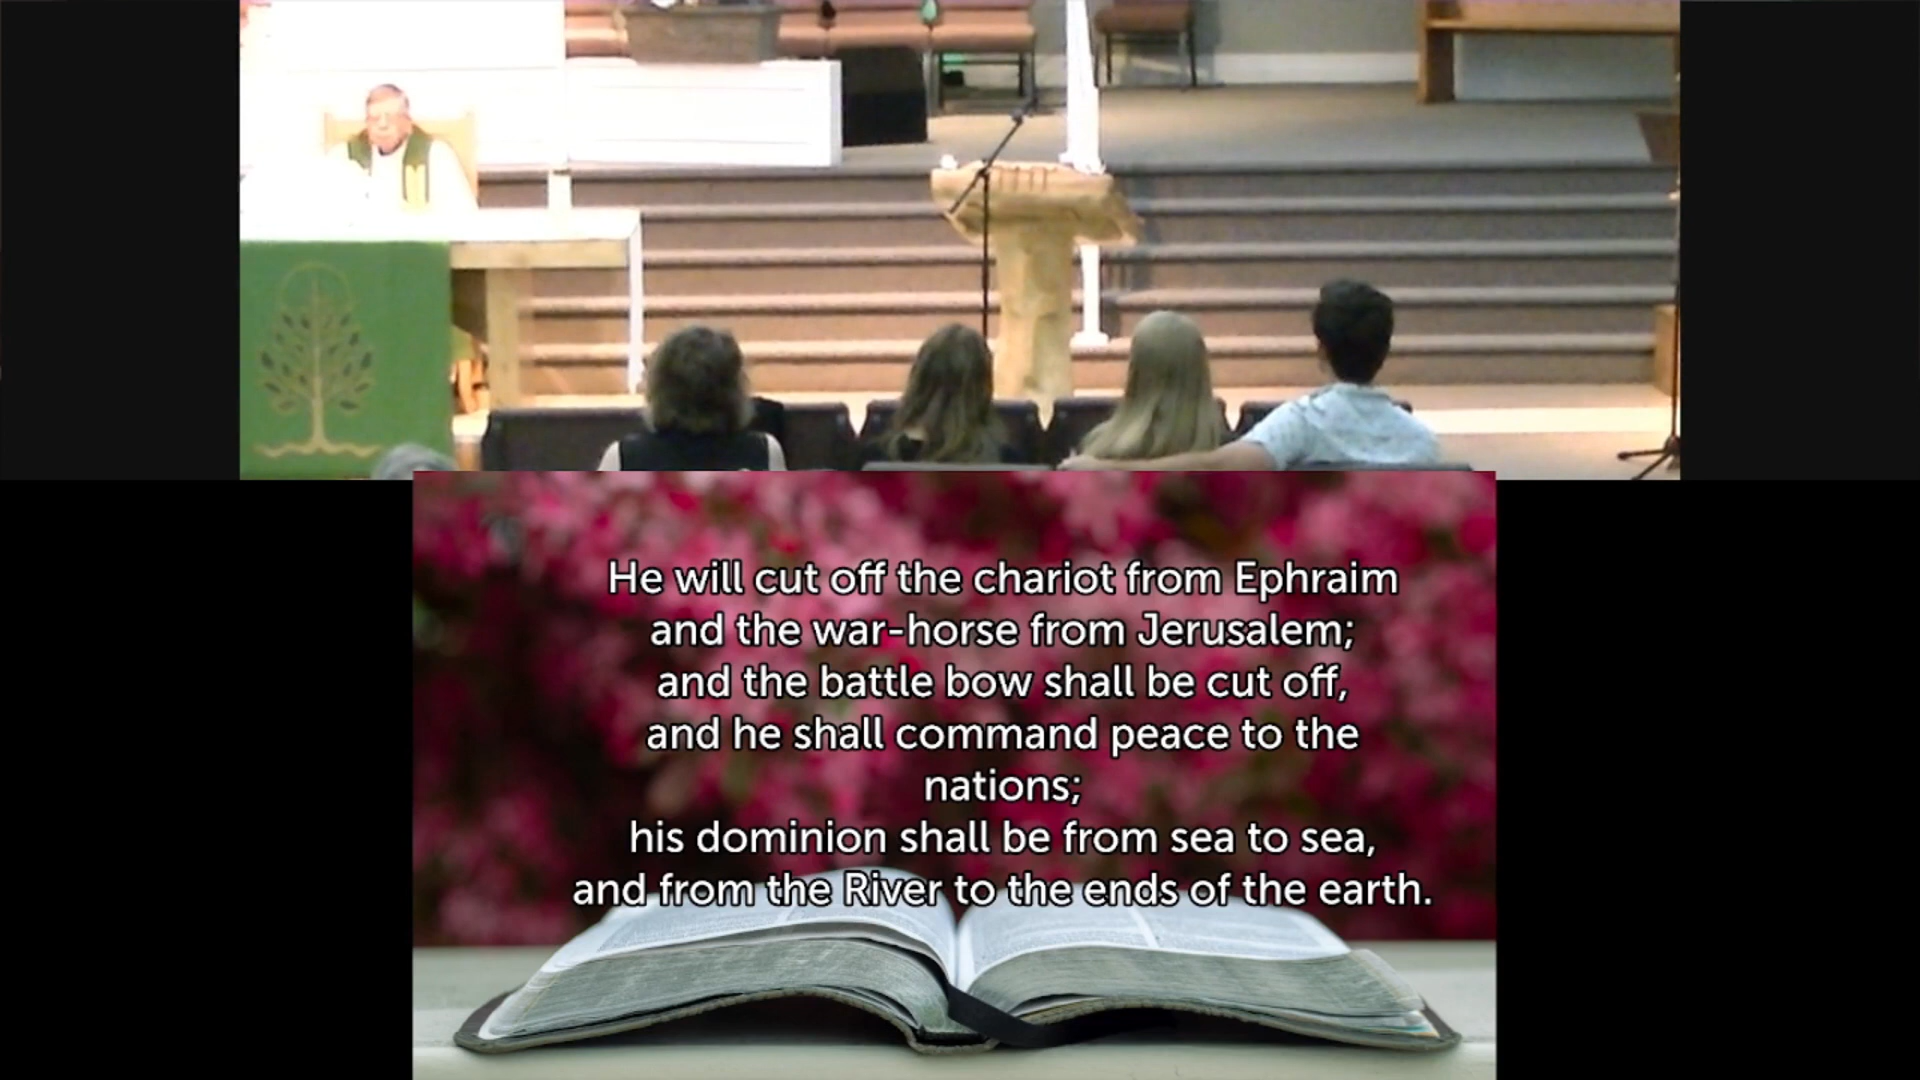 He will cut off the chariot from Ephraim
and the war-horse from Jerusalem;
and the battle bow shall be cut off,
and he shall command peace to the
nations;
his dominion shall be from sea to sea,
and from the River to the ends of the earth.